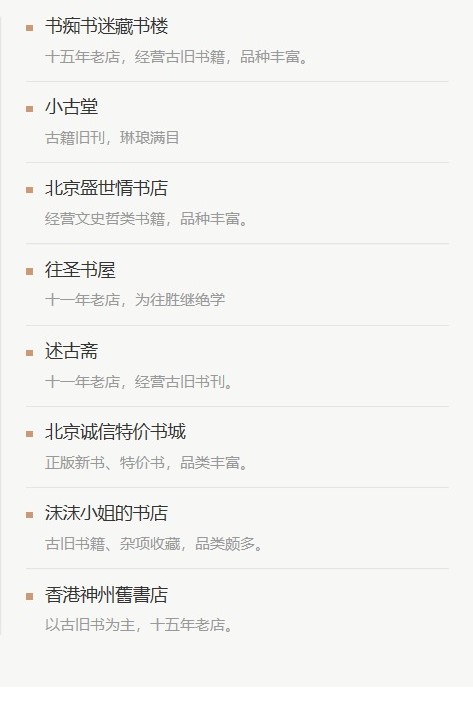 书痴书迷藏书楼
十五年老店，经营古旧书籍，品种丰富。
小古堂
古籍旧刊，琳琅满目
北京盛世情书店
经营文史哲类书籍，品种丰富。
往圣书屋
十一年老店，为往胜继绝学
述古斋
十一年老店，经营古旧书刊。
北京诚信特价书城
正版新书、特价书，品类丰富。
沫沫小姐的书店
古旧书籍、杂项收藏，品类颇多。
香港神州舊書店
以古旧书为主，十五年老店。